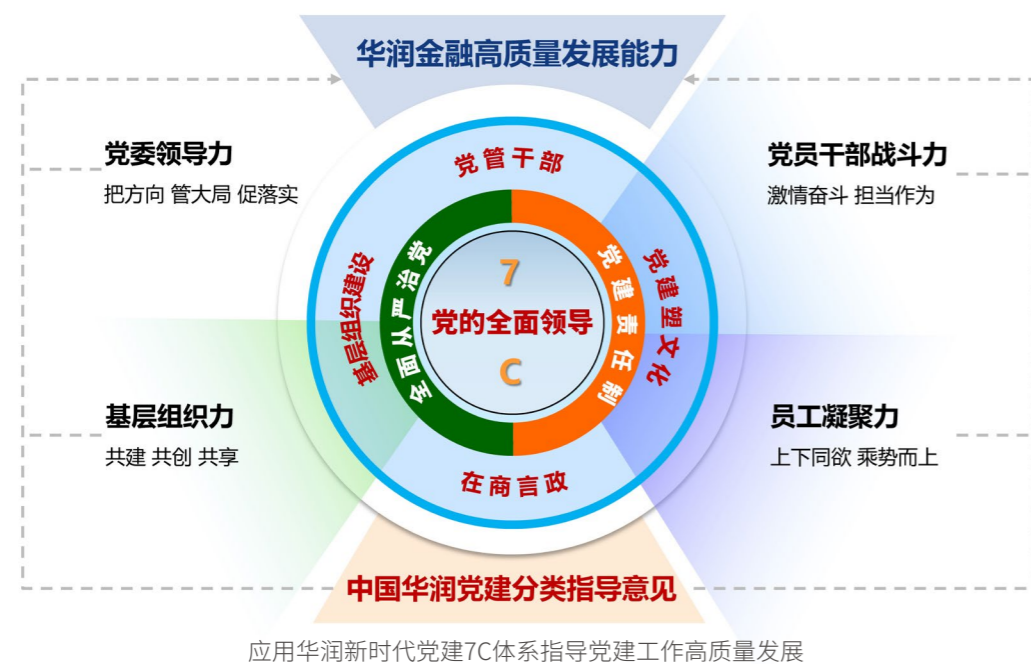 华润金融高质量发展能力
党委领导力
把方向 管大局 促落实
党员干部战斗力
激情奋斗 担当作为
党管干部
基层组织建设
党建塑文化
全面从严治党
党建责任制
7
党的全面领导
C
在商言政
基层组织力
共建 共创 共享
员工凝聚力
上下同欲 乘势而上
中国华润党建分类指导意见
应用华润新时代党建7C体系指导党建工作高质量发展